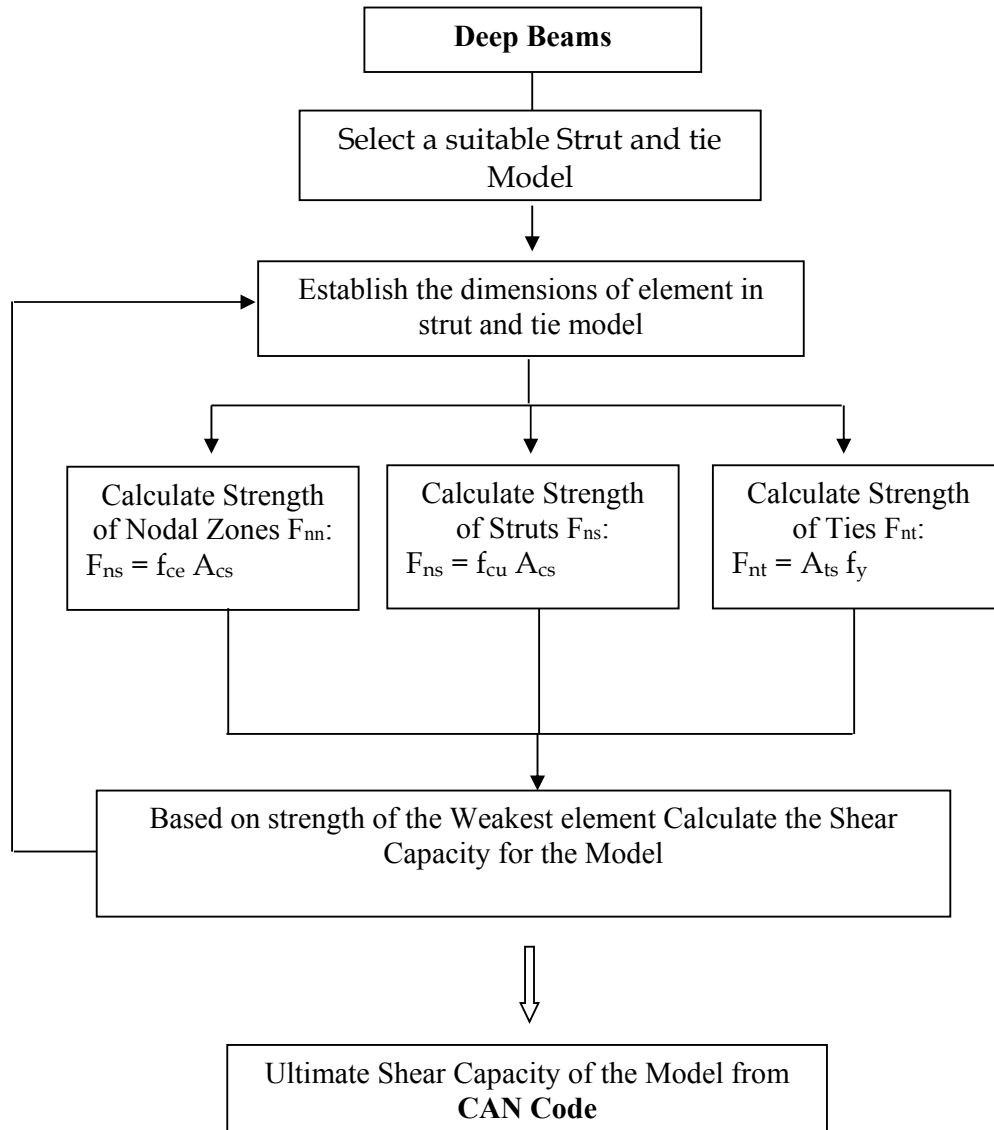 Deep Beams
Select a suitable Strut and tie
Model
Establish the dimensions of element in
strut and tie model
Calculate Strength
of Nodal Zones Fnn:
Fns = fce Acs
Calculate Strength
of Struts Fns:
Fns = fcu Acs
Calculate Strength
of Ties Fnt:
Fnt = Ats fy
Based on strength of the Weakest element Calculate the Shear
Capacity for the Model
Ultimate Shear Capacity of the Model from
CAN Code